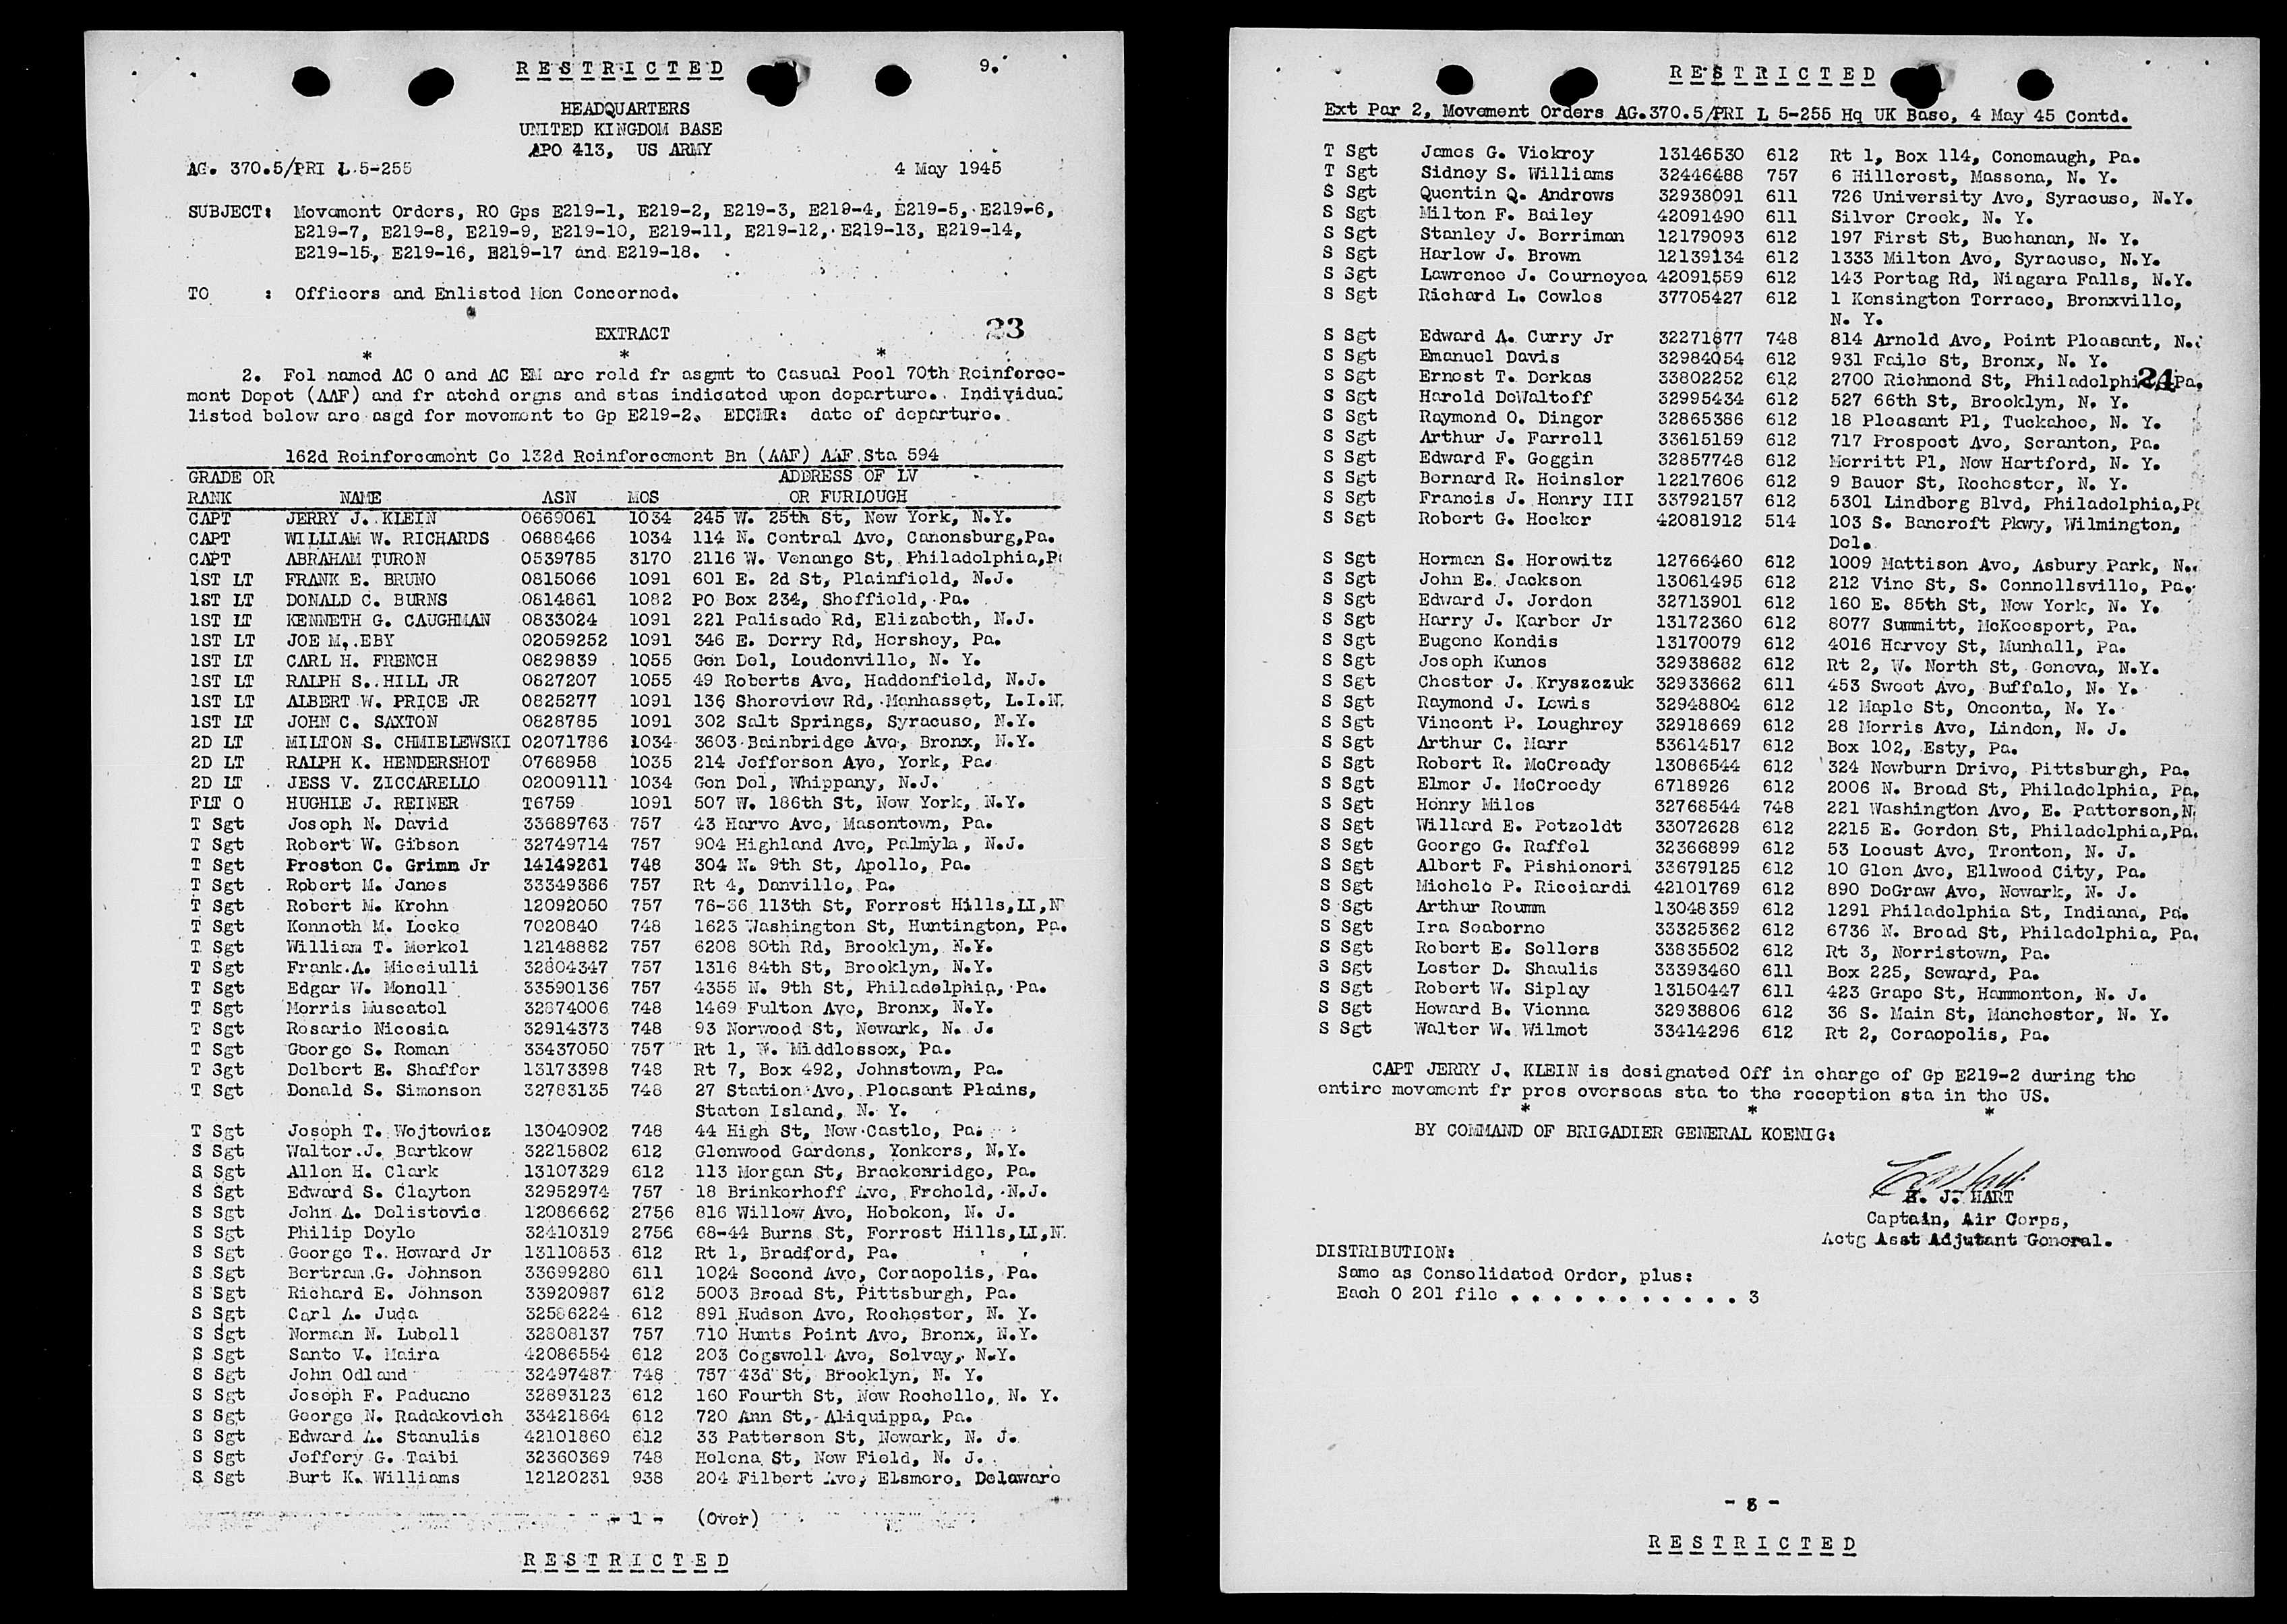 RESTRICTED
9.
HEADQUARTERS
UNITED KINGDOM BASE
APO 413, US ARMY
AG. 370.5/PRI L 5-255 4 May 1945
SUBJECT: Movement Orders, RO Gps E219-1, E219-2, E219-3, E219-4, E219-5, E219-6,
E219-7, E219-8, E219-9, E219-10, E219-11, E219-12, E219-13, E219-14,
E219-15, E219-16, E219-17 and E219-18.
TO : Officers and Enlisted Men Concerned.
EXTRACT 23
* * *
2. Fol named AC O and AC EM are reld fr asgmt to Casual Pool 70th Reinforce-
ment Depot (AAF) and fr atchd orgns and stas indicated upon departure. Individual
listed below are asgd for movement to Gp E219-2. EDCMR: date of departure.
162d Reinforcement Co 132d Reinforcement Bn (AAF) AAF Sta 594
GRADE OR ADDRESS OF LV
RANK NAME ASN MOS OR FURLOUGH
CAPT JERRY J. KLEIN 0669061 1034 245 W. 25th St, New York, N.Y.
CAPT WILLIAM W. RICHARDS 0688466 1034 114 N. Central Ave, Canonsburg,Pa.
CAPT ABRAHAM TURON 0539785 3170 2116 W. Venango St, Philadelphia,P
1ST LT FRANK E. BRUNO 0815066 1091 601 E. 2d St, Plainfield, N.J.
1ST LT DONALD C. BURNS 0814861 1082 PO Box 234, Sheffield, Pa.
1ST LT KENNETH G. CAUGHMAN 0833024 1091 221 Palisade Rd, Elizabeth, N.J.
1ST LT JOE M. EBY 02059252 1091 346 E. Derry Rd, Hershey, Pa.
1ST LT CARL H. FRENCH 0829839 1055 Gen Del, Loudonville, N. Y.
1ST LT RALPH S. HILL JR 0827207 1055 49 Roberts Ave, Haddonfield, N.J.
1ST LT ALBERT W. PRICE JR 0825277 1091 136 Shoreview Rd, Manhasset, L.I.N.
1ST LT JOHN C. SAXTON 0828785 1091 302 Salt Springs, Syracuse, N.Y.
2D LT MILTON S. CHMIELEWSKI 02071786 1034 3603 Bainbridge Ave, Bronx, N.Y.
2D LT RALPH K. HENDERSHOT 0768958 1035 214 Jefferson Ave, York, Pa.
2D LT JESS V. ZICCARELLO 02009111 1034 Gen Del, Whippany, N.J.
FLT O HUGHIE J. REINER T6759 1091 507 W. 186th St, New York, N.Y.
T Sgt Joseph N. David 33689763 757 43 Harve Ave, Masontown, Pa.
T Sgt Robert W. Gibson 32749714 757 904 Highland Ave, Palmyla, N.J.
T Sgt Preston C. Grimm Jr 14149261 748 304 N. 9th St, Apollo, Pa.
T Sgt Robert M. Janes 33349386 757 Rt 4, Danville, Pa.
T Sgt Robert M. Krohn 12092050 757 76-36 113th St, Forrest Hills,LI,N
T Sgt Kenneth M. Locke 7020840 748 1623 Washington St, Huntington, Pa.
T Sgt William T. Merkel 12148882 757 6208 80th Rd, Brooklyn, N.Y.
T Sgt Frank A. Micciulli 32804347 757 1316 84th St, Brooklyn, N.Y.
T Sgt Edgar W. Monell 33590136 757 4355 N. 9th St, Philadelphia, Pa.
T Sgt Morris Muscatel 32874006 748 1469 Fulton Ave, Bronx, N.Y.
T Sgt Rosario Nicosia 32914373 748 93 Norwood St, Newark, N. J.
T Sgt George S. Roman 33437050 757 Rt 1, W. Middlessex, Pa.
T Sgt Delbert E. Shaffer 13173398 748 Rt 7, Box 492, Johnstown, Pa.
T Sgt Donald S. Simonson 32783135 748 27 Station Ave, Pleasant Plains,
Staten Island, N. Y.
T Sgt Joseph T. Wojtowicz 13040902 748 44 High St, New Castle, Pa.
S Sgt Walter J. Bartkow 32215802 612 Glenwood Gardens, Yonkers, N.Y.
S Sgt Allen H. Clark 13107329 612 113 Morgan St, Brackenridge, Pa.
S Sgt Edward S. Clayton 32952974 757 18 Brinkerhoff Ave, Frehold, N.J.
S Sgt John A. Delistovic 12086662 2756 816 Willow Ave, Hoboken, N. J.
S Sgt Philip Doyle 32410319 2756 68-44 Burns St, Forrest Hills,LI,N.
S Sgt George T. Howard Jr 13110853 612 Rt 1, Bradford, Pa.
S Sgt Bertram G. Johnson 33699280 611 1024 Second Ave, Coraopolis, Pa.
S Sgt Richard E. Johnson 33920987 612 5003 Broad St, Pittsburgh, Pa.
S Sgt Carl A. Juda 32586224 612 891 Hudson Ave, Rochester, N. Y.
S Sgt Norman N. Lubell 32808137 757 710 Hunts Point Ave, Bronx, N.Y.
S Sgt Santo V. Maira 42086554 612 203 Cogswell Ave, Solvay, N.Y.
S Sgt John Odland 32497487 748 757 43d St, Brooklyn, N. Y.
S Sgt Joseph F. Paduano 32893123 612 160 Fourth St, New Rochelle, N. Y.
S Sgt George N. Radakovich 33421864 612 720 Ann St, Aliquippa, Pa.
S Sgt Edward A. Stanulis 42101860 612 33 Patterson St, Newark, N. J.
S Sgt Jeffery G. Taibi 32360369 748 Helena St, New Field, N. J.
S Sgt Burt K. Williams 12120231 938 204 Filbert Ave, Elsmere, Delaware
- 1 - (Over)
RESTRICTED
RESTRICTED
Ext Par 2, Movement Orders AG.370.5/PRI L 5-255 Hq UK Base, 4 May 45 Contd.
T Sgt James G. Vickroy 13146530 612 Rt 1, Box 114, Conemaugh, Pa.
T Sgt Sidney S. Williams 32446488 757 6 Hillcrest, Massena, N. Y.
S Sgt Quentin Q. Andrews 32938091 611 726 University Ave, Syracuse, N.Y.
S Sgt Milton F. Bailey 42091490 611 Silver Creek, N. Y.
S Sgt Stanley J. Berriman 12179093 612 197 First St, Buchanan, N. Y.
S Sgt Harlow J. Brown 12139134 612 1333 Milton Ave, Syracuse, N.Y.
S Sgt Lawrence J. Courneyea 42091559 612 143 Portag Rd, Niagara Falls, N.Y.
S Sgt Richard L. Cowles 37705427 612 1 Kensington Terrace, Bronxville,
N. Y.
S Sgt Edward A. Curry Jr 32271877 748 814 Arnold Ave, Point Pleasant, N.
S Sgt Emanuel Davis 32984054 612 931 Faile St, Bronx, N. Y.
S Sgt Ernest T. Derkas 33802252 612 2700 Richmond St, Philadelphia,Pa. 24
S Sgt Harold DeWaltoff 32995434 612 527 66th St, Brooklyn, N. Y.
S Sgt Raymond O. Dinger 32865386 612 18 Pleasant Pl, Tuckahoe, N. Y.
S Sgt Arthur J. Farrell 33615159 612 717 Prospect Ave, Scranton, Pa.
S Sgt Edward F. Goggin 32857748 612 Merritt Pl, New Hartford, N. Y.
S Sgt Bernard R. Heinsler 12217606 612 9 Bauer St, Rochester, N. Y.
S Sgt Francis J. Henry III 33792157 612 5301 Lindberg Blvd, Philadelphia,P
S Sgt Robert G. Hocker 42081912 514 103 S. Bancroft Pkwy, Wilmington,
Del.
S Sgt Herman S. Horowitz 12766460 612 1009 Mattison Ave, Asbury Park, N.
S Sgt John E. Jackson 13061495 612 212 Vine St, S. Connellsville, Pa.
S Sgt Edward J. Jordon 32713901 612 160 E. 85th St, New York, N. Y.
S Sgt Harry J. Karber Jr 13172360 612 8077 Summitt, McKeesport, Pa.
S Sgt Eugene Kondis 13170079 612 4016 Harvey St, Munhall, Pa.
S Sgt Joseph Kunes 32938682 612 Rt 2, W. North St, Geneva, N.Y.
S Sgt Chester J. Kryszczuk 32933662 611 453 Sweet Ave, Buffalo, N. Y.
S Sgt Raymond J. Lewis 32948804 612 12 Maple St, Oneonta, N. Y.
S Sgt Vincent P. Loughrey 32918669 612 28 Morris Ave, Linden, N. J.
S Sgt Arthur C. Marr 33614517 612 Box 102, Esty, Pa.
S Sgt Robert R. McCready 13086544 612 324 Newburn Drive, Pittsburgh, Pa.
S Sgt Elmer J. McCreedy 6718926 612 2006 N. Broad St, Philadelphia, Pa.
S Sgt Henry Miles 32768544 748 221 Washington Ave, E. Patterson,N
S Sgt Willard E. Petzoldt 33072628 612 2215 E. Gordon St, Philadelphia,Pa.
S Sgt George G. Raffel 32366899 612 53 Locust Ave, Trenton, N. J.
S Sgt Albert F. Pishioneri 33679125 612 10 Glen Ave, Ellwood City, Pa.
S Sgt Michele P. Ricciardi 42101769 612 890 DeGraw Ave, Newark, N. J.
S Sgt Arthur Roumm 13048359 612 1291 Philadelphia St, Indiana, Pa.
S Sgt Ira Seaborne 33325362 612 6736 N. Broad St, Philadelphia, Pa.
S Sgt Robert E. Sellers 33835502 612 Rt 3, Norristown, Pa.
S Sgt Lester D. Shaulis 33393460 611 Box 225, Seward, Pa.
S Sgt Robert W. Siplay 13150447 611 423 Grape St, Hammonton, N. J.
S Sgt Howard B. Vienna 32938806 612 36 S. Main St, Manchester, N. Y.
S Sgt Walter W. Wilmot 33414296 612 Rt 2, Coraopolis, Pa.
CAPT JERRY J. KLEIN is designated Off in charge of Gp E219-2 during the
entire movement fr pres overseas sta to the reception sta in the US.
* * *
BY COMMAND OF BRIGADIER GENERAL KOENIG:
E. J. HART
Captain, Air Corps,
Actg Asst Adjutant General.
DISTRIBUTION:
Same as Consolidated Order, plus:
Each O 201 file . . . . . . . . . . . 3
RESTRICTED